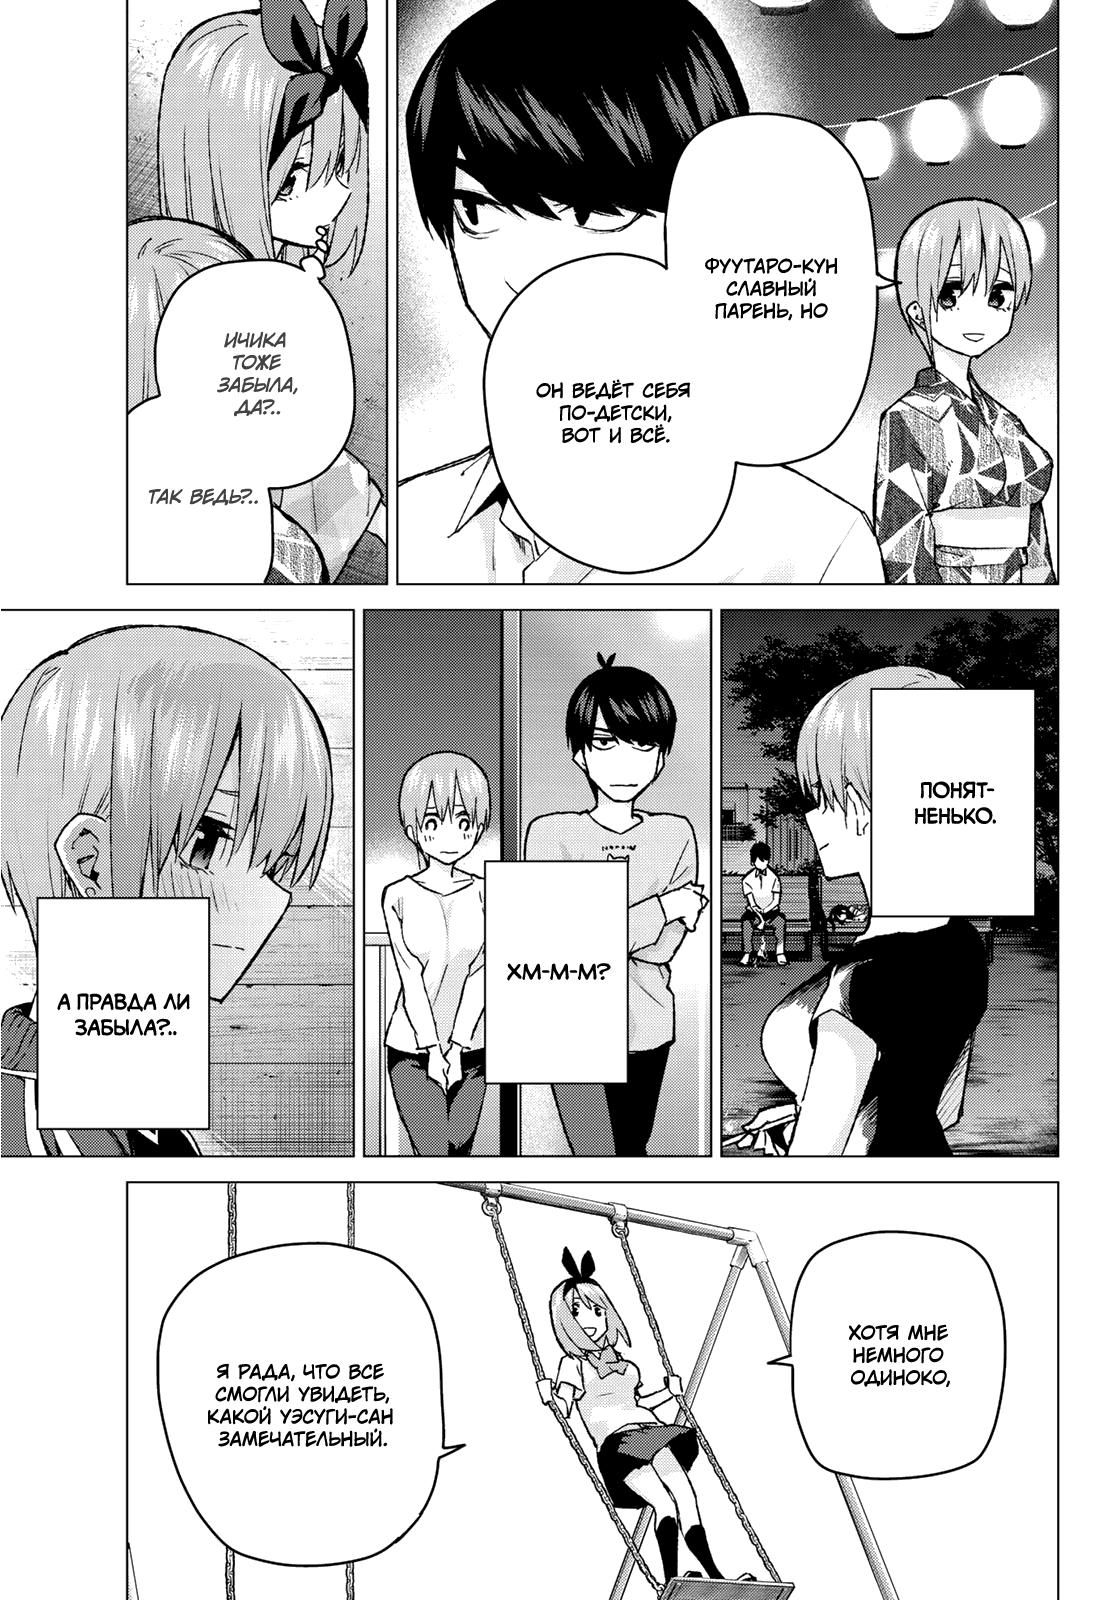 ФУУТАРО-КУН
СЛАВНЫЙ
ПАРЕНЬ, НО
ОН ВЕДЁТ СЕБЯ
ПО-ДЕТСКИ,
ВОТ И ВСЁ.
ИЧИКА
ТОЖЕ
ЗАБЫЛА,
ДА?..
ТАК ВЕДЬ?..
ПОНЯТ-
НЕНЬКО.
ХМ-М-М?
А ПРАВДА ЛИ
ЗАБЫЛА?..
ХОТЯ МНЕ
НЕМНОГО
ОДИНОКО,
Я РАДА, ЧТО ВСЕ
СМОГЛИ УВИДЕТЬ,
КАКОЙ УЭСУГИ-САН
ЗАМЕЧАТЕЛЬНЫЙ.